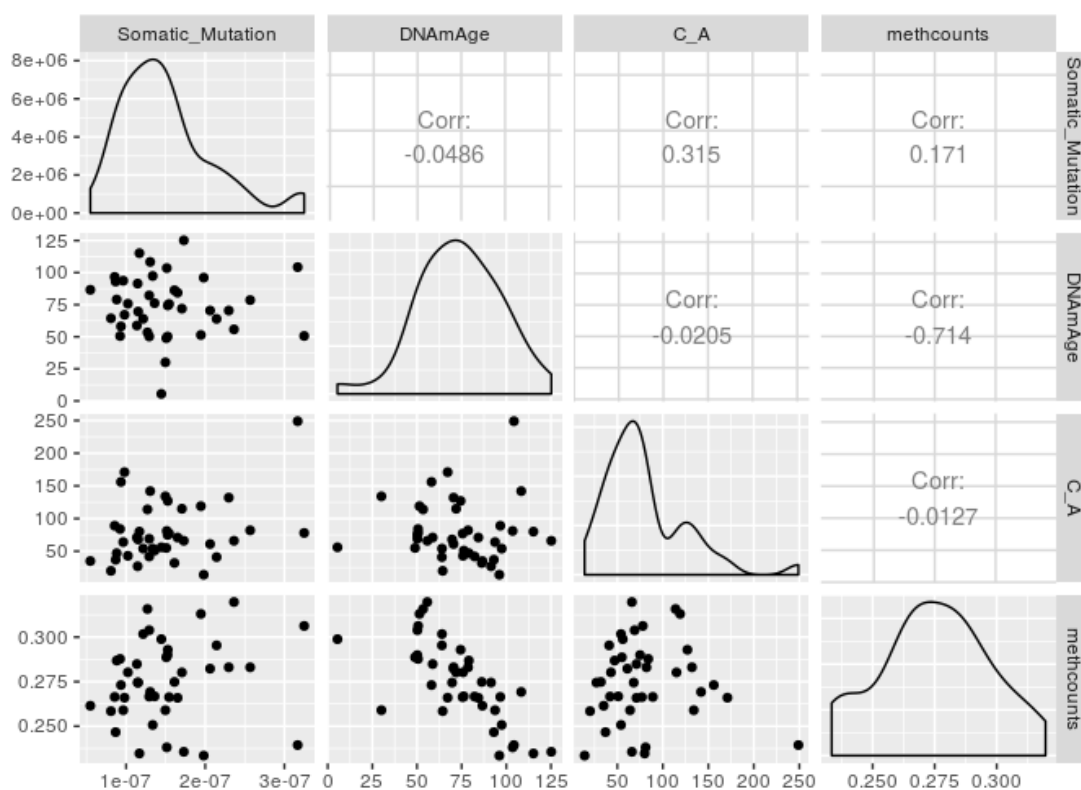 Somatic_Mutation DNAmAge C_A methcounts
8e+06
6e+06
4e+06
2e+06
0e+00
Corr:
-0.0486
Corr:
0.315
Corr:
0.171
Somatic_Mutation
125
100
75
50
25
0
Corr:
-0.0205
Corr:
-0.714
DNAmAge
250
200
150
100
50
Corr:
-0.0127
C_A
0.300
0.275
0.250
methcounts
1e-07 2e-07 3e-07 0 25 50 75 100 125 50 100 150 200 250 0.250 0.275 0.300